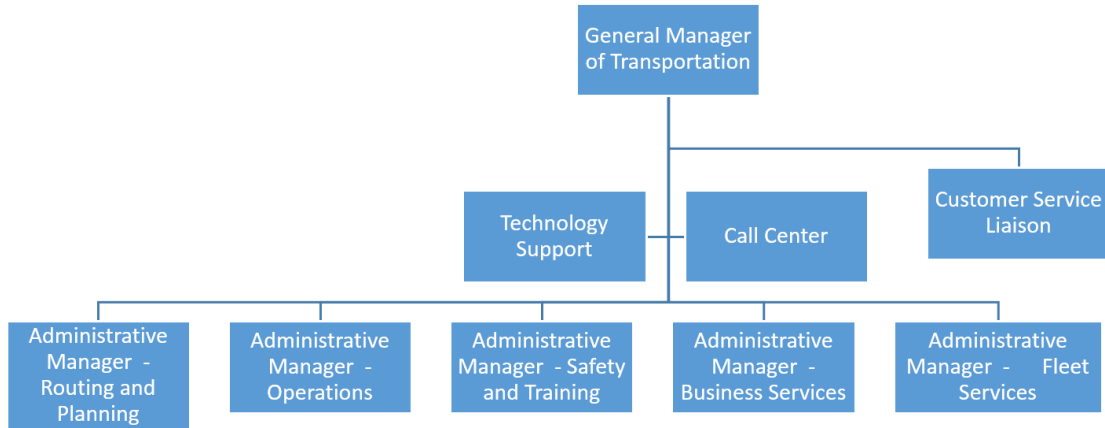 General Manager
of Transportation
Customer Service
Liaison
Technology
Support
Call Center
Administrative
Manager -
Routing and
Planning
Administrative
Manager -
Operations
Administrative
Manager - Safety
and Training
Administrative
Manager -
Business Services
Administrative
Manager - Fleet
Services